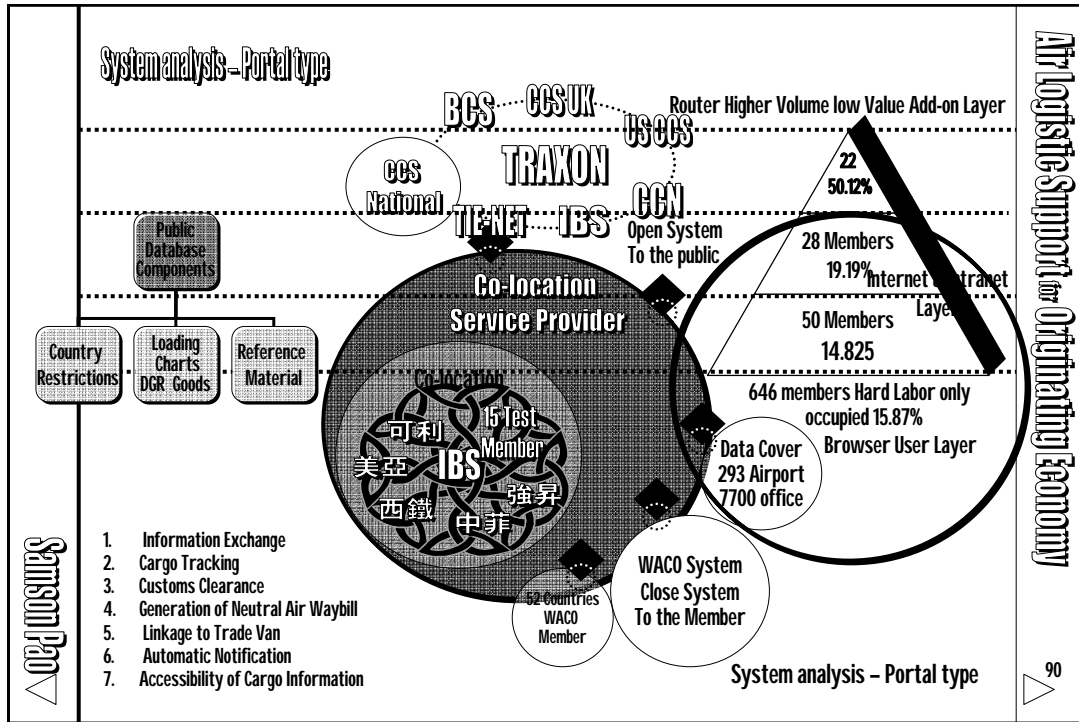 System analysis – Portal type
BCS
CCS UK
US CCS
Router Higher Volume low Value Add-on Layer
CCS
National
TRAXON
CCN
TIE-NET
IBS
Open System
To the public
22
50.12%
28 Members
19.19%
Internet & Intranet
Layer
50 Members
14.825
646 members Hard Labor only
occupied 15.87%
Browser User Layer
Public
Database
Components
Country
Restrictions
Loading
Charts
DGR Goods
Reference
Material
Co-location
Service Provider
Co-location
15 Test
Member
IBS
可利
美亞
西鐵
中菲
強昇
Data Cover
293 Airport
7700 office
WACO System
Close System
To the Member
52 Countries
WACO
Member
1. Information Exchange
2. Cargo Tracking
3. Customs Clearance
4. Generation of Neutral Air Waybill
5. Linkage to Trade Van
6. Automatic Notification
7. Accessibility of Cargo Information
System analysis – Portal type
Samson Pao
Air Logistic Support for Originating Economy
90